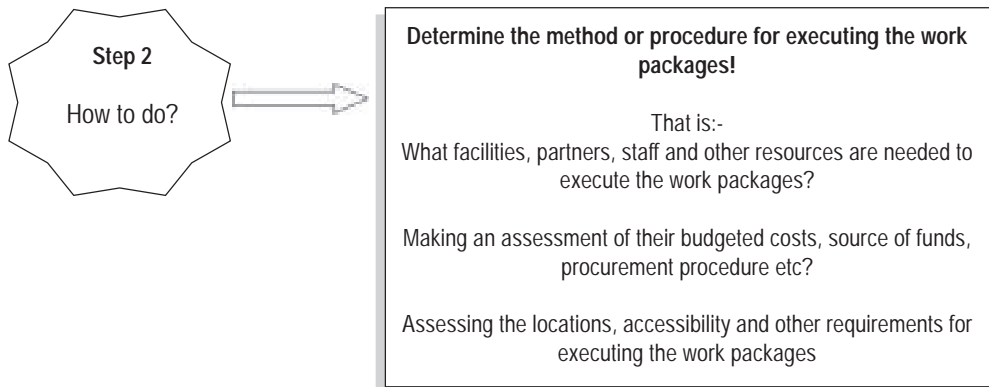 Step 2
How to do?
Determine the method or procedure for executing the work
packages!
That is:-
What facilities, partners, staff and other resources are needed to
execute the work packages?
Making an assessment of their budgeted costs, source of funds,
procurement procedure etc?
Assessing the locations, accessibility and other requirements for
executing the work packages